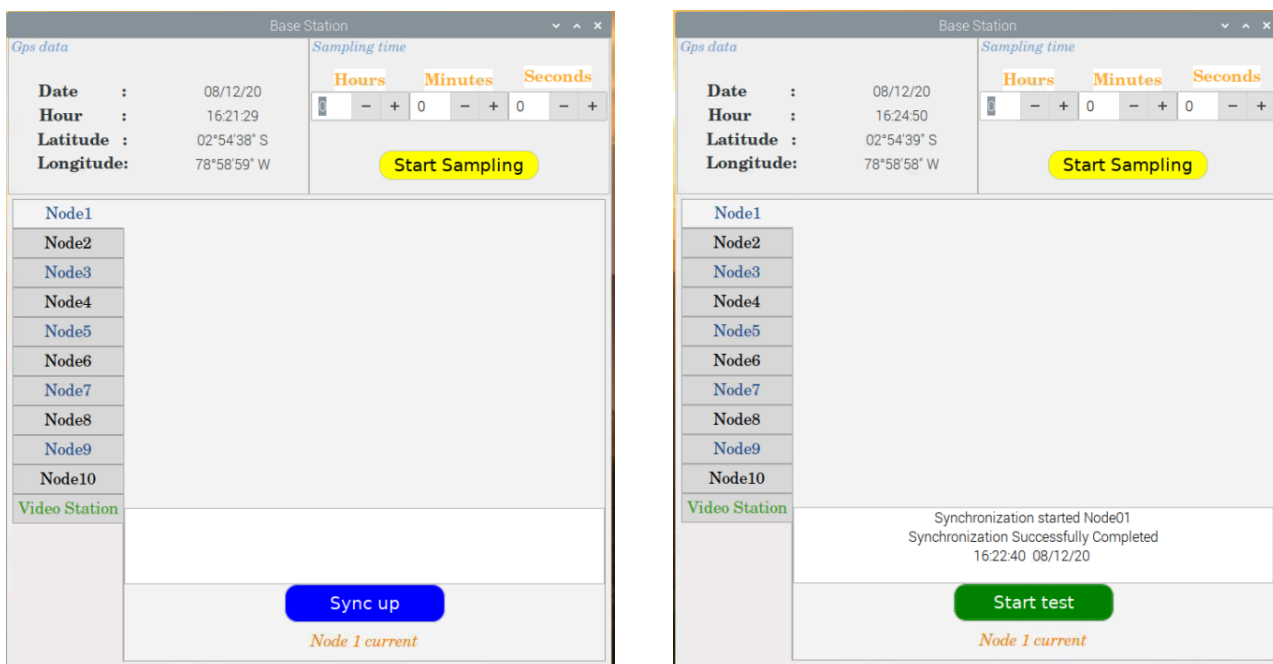 Base Station
Gps data
Date : 08/12/20
Hour : 16:21:29
Latitude : 02°54'38" S
Longitude: 78°58'59" W
Sampling time
Hours Minutes Seconds
0 − + 0 − + 0 − +
Start Sampling
Node1
Node2
Node3
Node4
Node5
Node6
Node7
Node8
Node9
Node10
Video Station
Sync up
Node 1 current
Base Station
Gps data
Date : 08/12/20
Hour : 16:24:50
Latitude : 02°54'39" S
Longitude: 78°58'58" W
Sampling time
Hours Minutes Seconds
0 − + 0 − + 0 − +
Start Sampling
Node1
Node2
Node3
Node4
Node5
Node6
Node7
Node8
Node9
Node10
Video Station
Synchronization started Node01
Synchronization Successfully Completed
16:22:40 08/12/20
Start test
Node 1 current